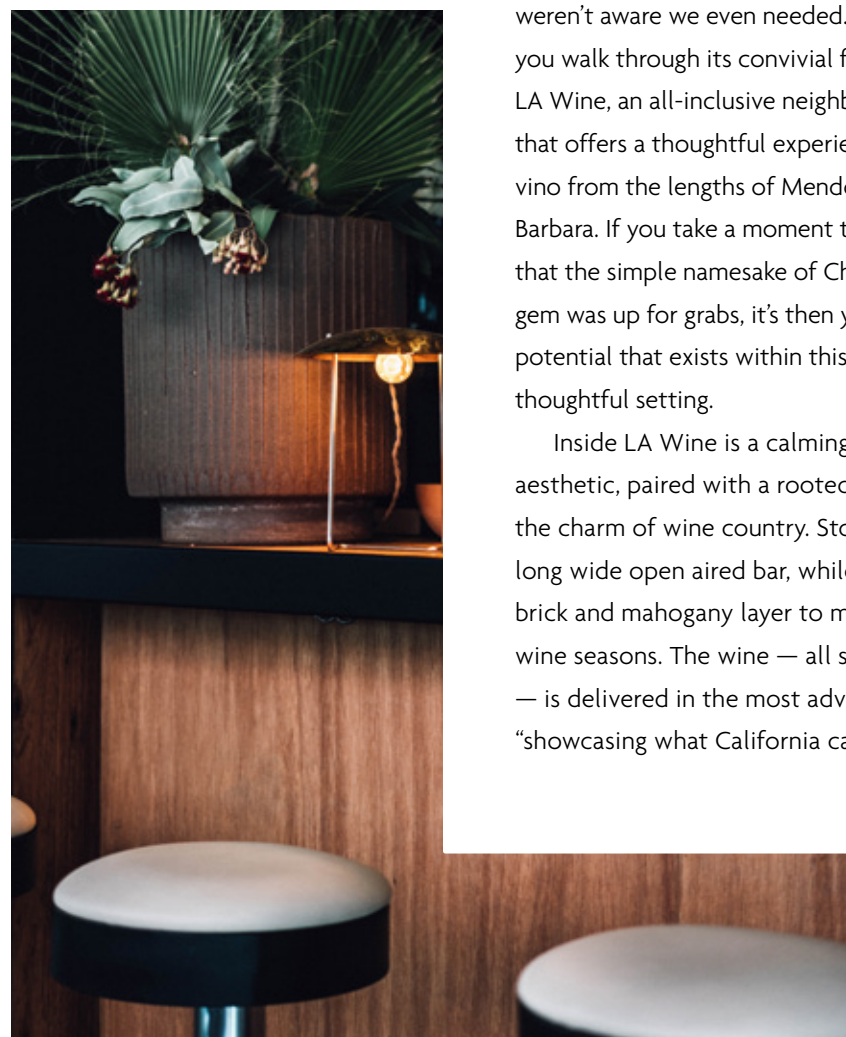 weren’t aware we even needed.
you walk through its convivial f
LA Wine, an all-inclusive neighb
that offers a thoughtful experie
vino from the lengths of Mendo
Barbara. If you take a moment t
that the simple namesake of Ch
gem was up for grabs, it’s then y
potential that exists within this
thoughtful setting.
Inside LA Wine is a calming
aesthetic, paired with a rooted
the charm of wine country. Sto
long wide open aired bar, while
brick and mahogany layer to m
wine seasons. The wine — all s
— is delivered in the most adv
“showcasing what California ca